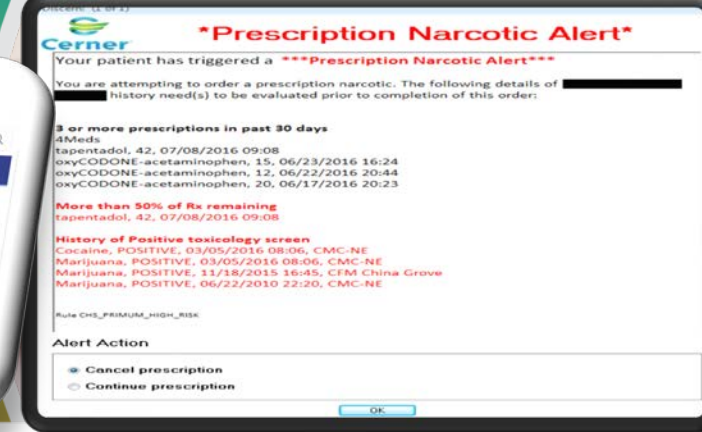 Discern: (1 of 1)
Cerner
*Prescription Narcotic Alert*
Your patient has triggered a ***Prescription Narcotic Alert***
You are attempting to order a prescription narcotic. The following details of
history need(s) to be evaluated prior to completion of this order:
3 or more prescriptions in past 30 days
4Meds
tapentadol, 42, 07/08/2016 09:08
oxyCODONE-acetaminophen, 15, 06/23/2016 16:24
oxyCODONE-acetaminophen, 12, 06/22/2016 20:44
oxyCODONE-acetaminophen, 20, 06/17/2016 20:23
More than 50% of Rx remaining
tapentadol, 42, 07/08/2016 09:08
History of Positive toxicology screen
Cocaine, POSITIVE, 03/05/2016 08:06, CMC-NE
Marijuana, POSITIVE, 03/05/2016 08:06, CMC-NE
Marijuana, POSITIVE, 11/18/2015 16:45, CFM China Grove
Marijuana, POSITIVE, 06/22/2010 22:20, CMC-NE
Rule CHS_PRIMUM_HIGH_RISK
Alert Action
Cancel prescription
Continue prescription
OK